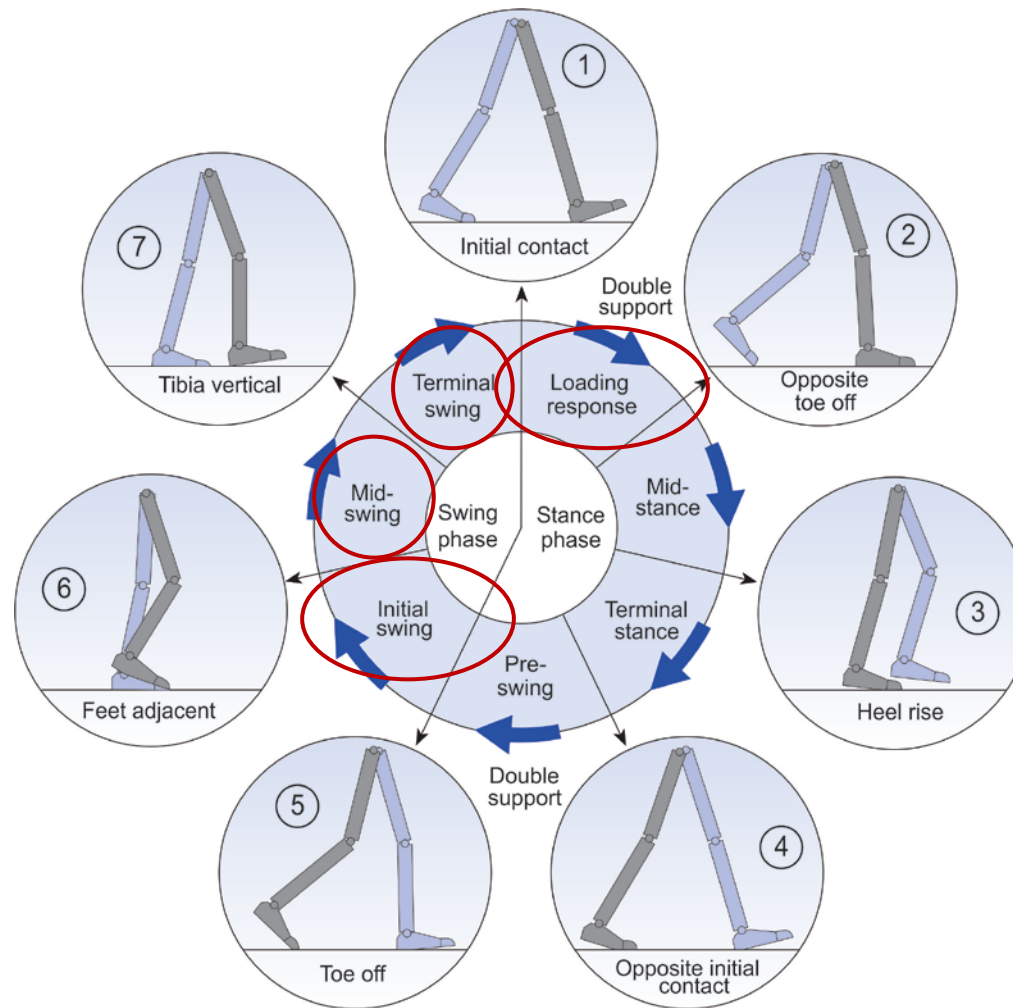 1
Initial contact
Double
support
2
Opposite
toe off
7
Tibia vertical
Terminal
swing
Loading
response
Mid-
swing
Swing
phase
Stance
phase
Mid-
stance
6
Feet adjacent
Initial
swing
Pre-
swing
Terminal
stance
3
Heel rise
Double
support
5
Toe off
4
Opposite initial
contact